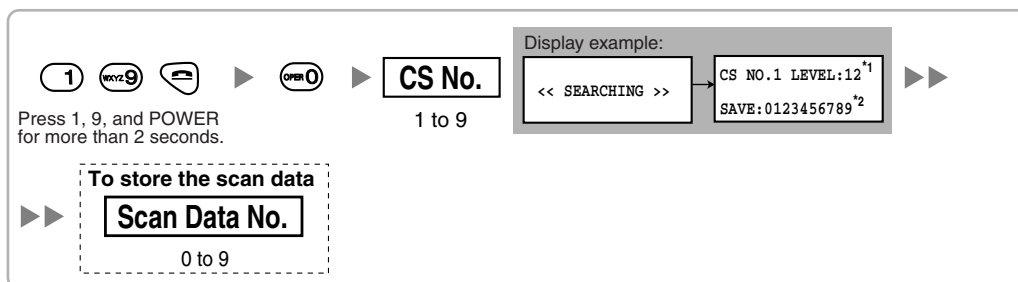 1 WXYZ 9 OPER 0
CS No.
1 to 9
Press 1, 9, and POWER
for more than 2 seconds.
Display example:
<< SEARCHING >>
CS NO.1 LEVEL:12*1
SAVE:0123456789*2
To store the scan data
Scan Data No.
0 to 9